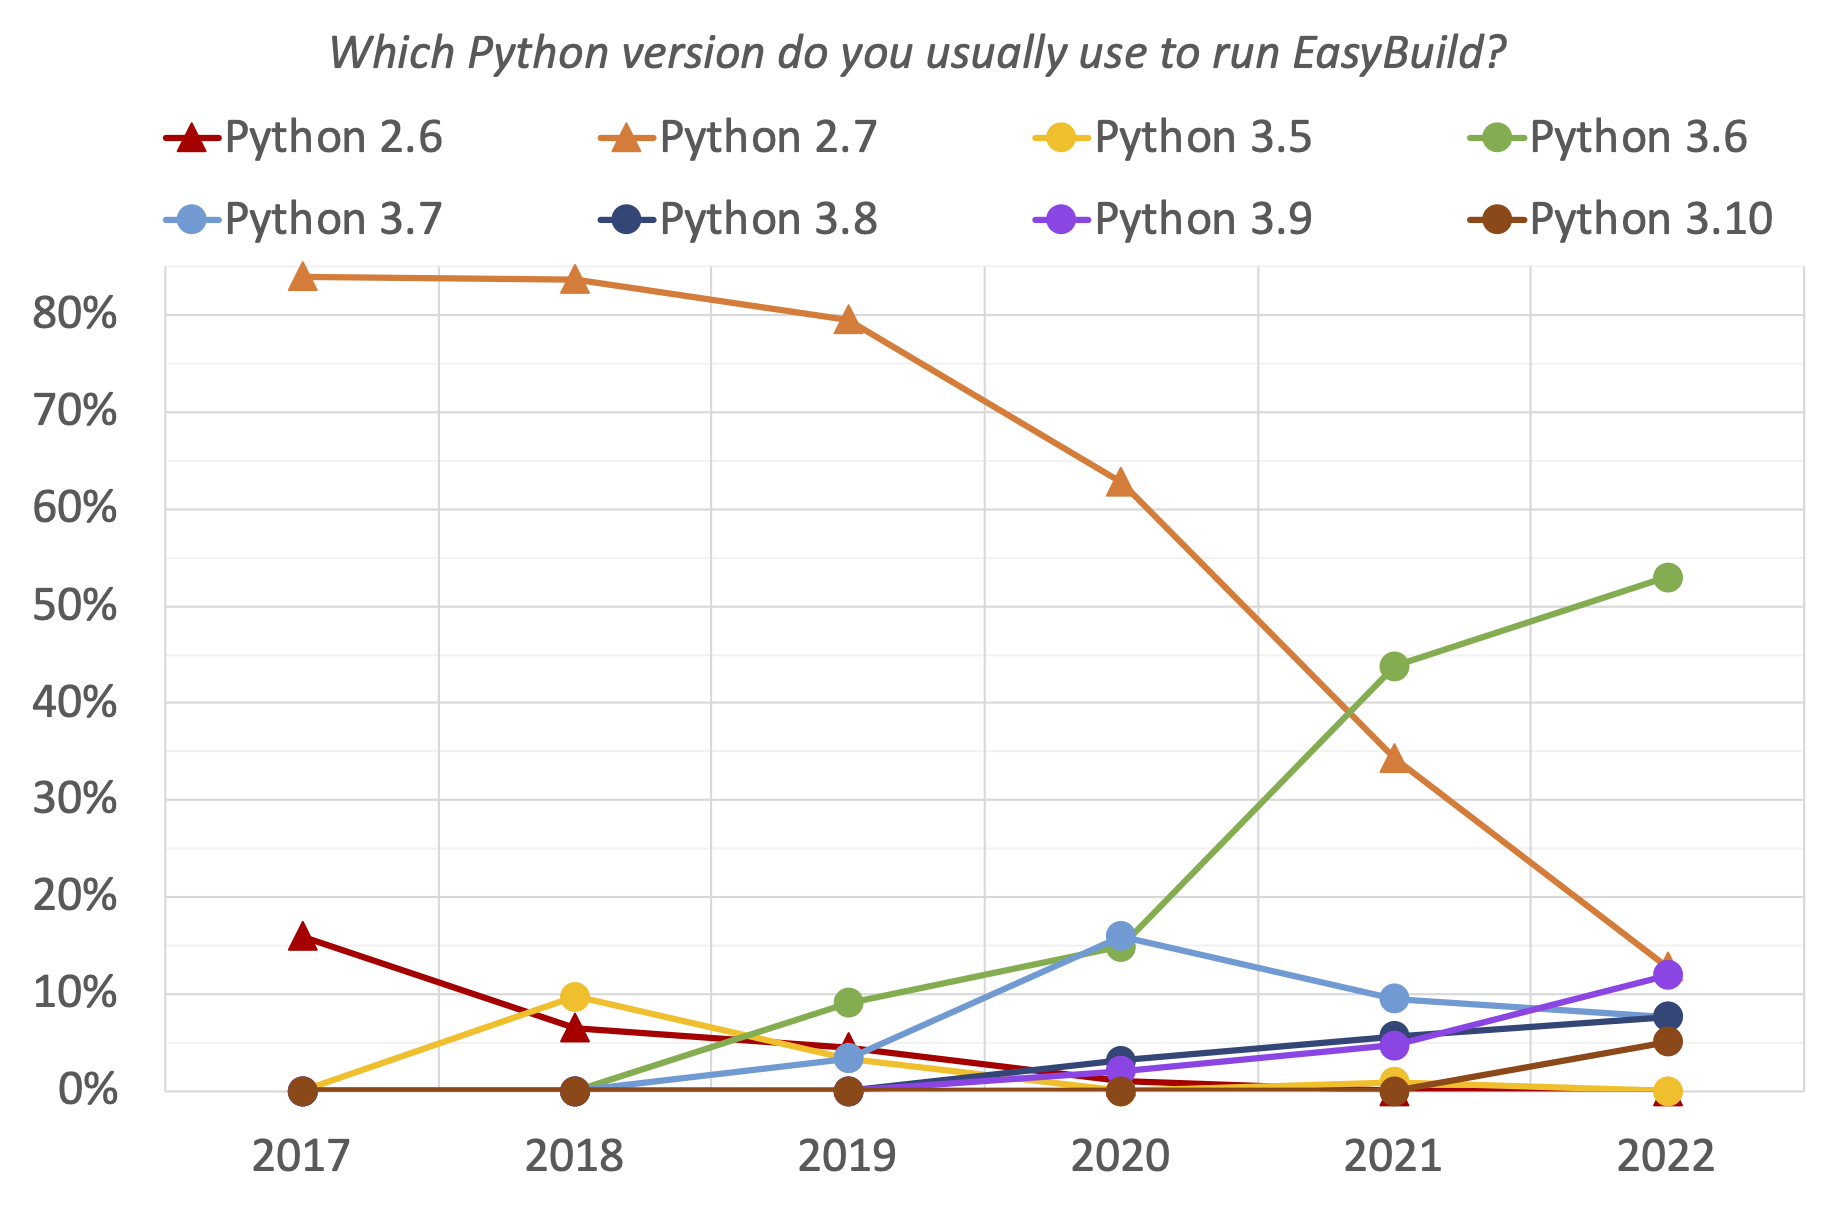 Which Python version do you usually use to run EasyBuild?
Python 2.6 Python 2.7 Python 3.5 Python 3.6
Python 3.7 Python 3.8 Python 3.9 Python 3.10
80%
70%
60%
50%
40%
30%
20%
10%
0%
2017 2018 2019 2020 2021 2022